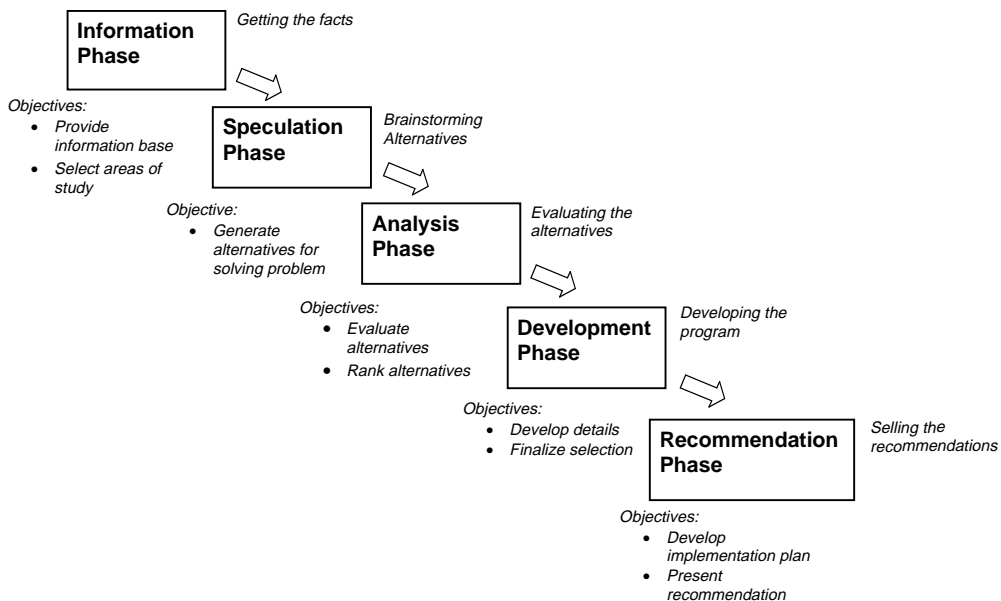 Information
Phase
Getting the facts
Objectives:
• Provide
information base
• Select areas of
study
Speculation
Phase
Brainstorming
Alternatives
Objective:
• Generate
alternatives for
solving problem
Analysis
Phase
Evaluating the
alternatives
Objectives:
• Evaluate
alternatives
• Rank alternatives
Development
Phase
Developing the
program
Objectives:
• Develop details
• Finalize selection
Recommendation
Phase
Selling the
recommendations
Objectives:
• Develop
implementation plan
• Present
recommendation